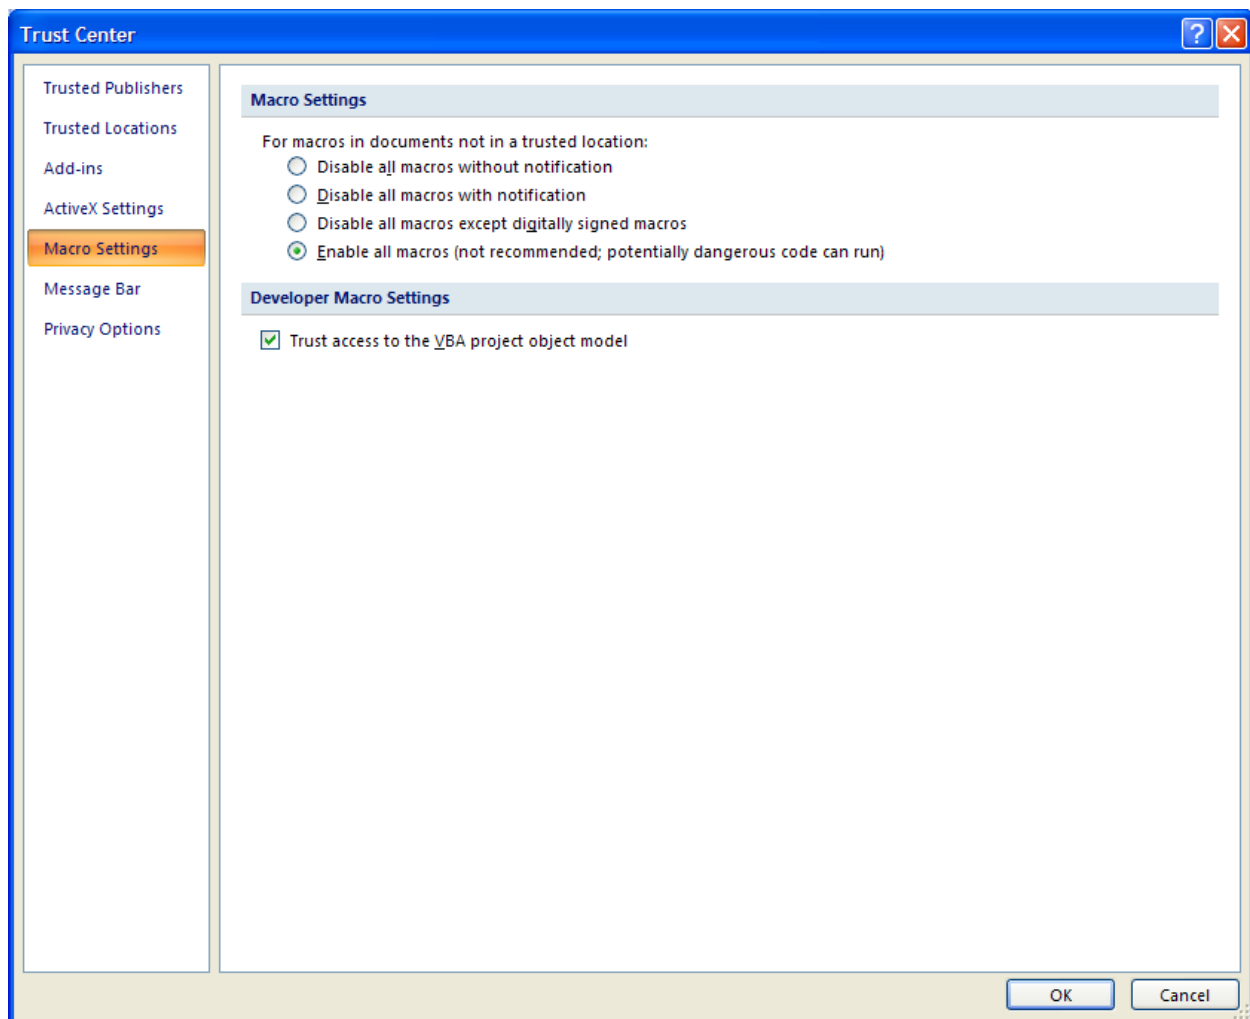 Trust Center
Trusted Publishers
Trusted Locations
Add-ins
ActiveX Settings
Macro Settings
Message Bar
Privacy Options
Macro Settings
For macros in documents not in a trusted location:
Disable all macros without notification
Disable all macros with notification
Disable all macros except digitally signed macros
Enable all macros (not recommended; potentially dangerous code can run)
Developer Macro Settings
Trust access to the VBA project object model
OK
Cancel